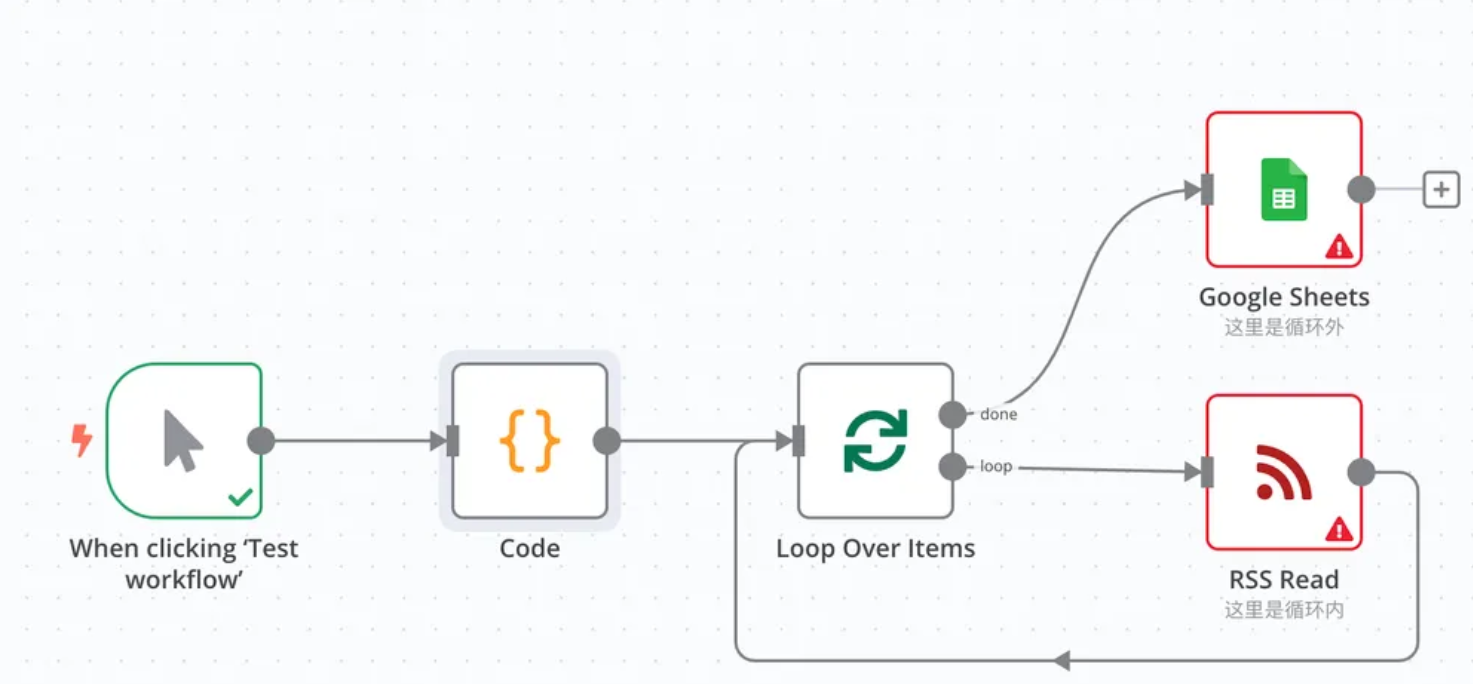 Google Sheets
这里是循环外
done
loop
When clicking ‘Test
workflow’
Code
Loop Over Items
RSS Read
这里是循环内